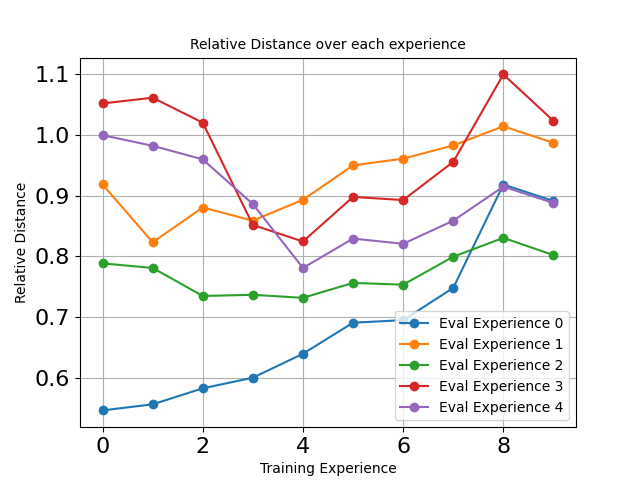 Relative Distance over each experience
Relative Distance
1.1
1.0
0.9
0.8
0.7
0.6
0 2 4 6 8
Training Experience
Eval Experience 0
Eval Experience 1
Eval Experience 2
Eval Experience 3
Eval Experience 4